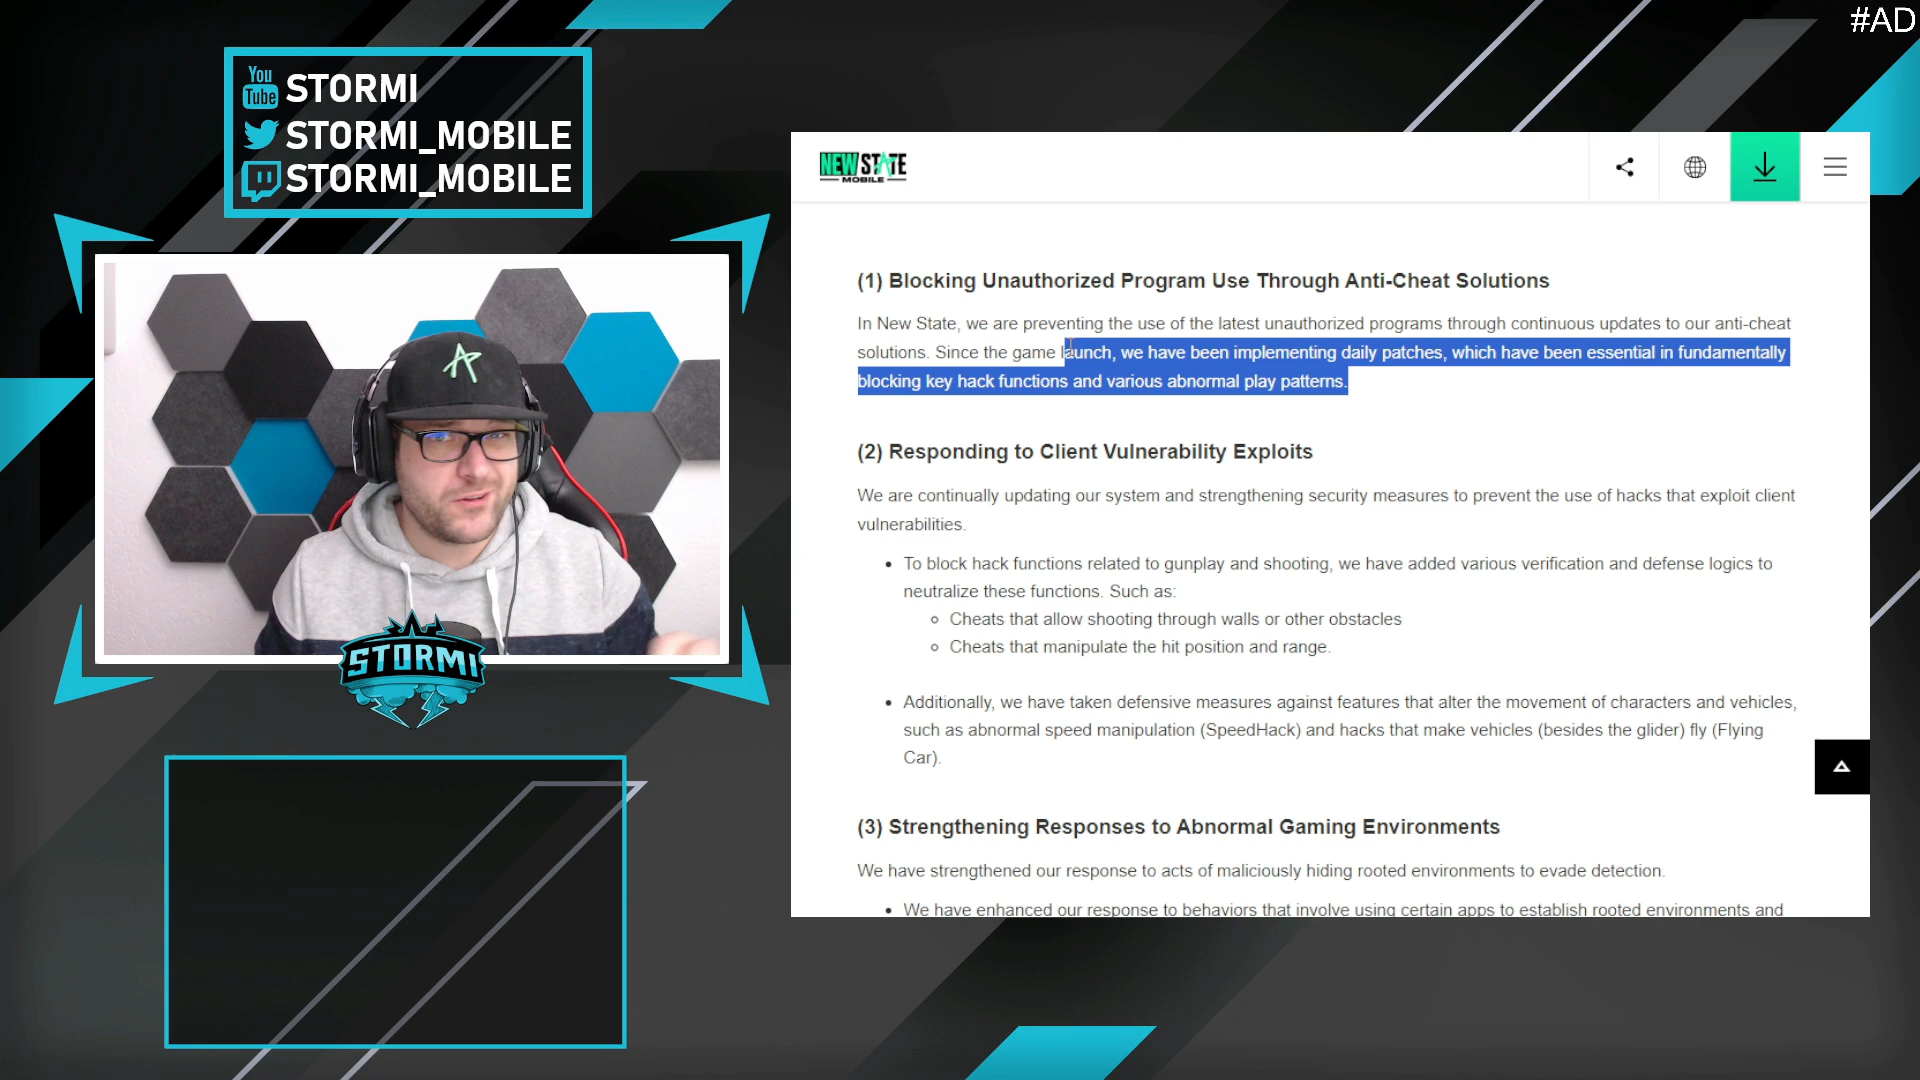 #AD
You
Tube STORMI
STORMI_MOBILE
STORMI_MOBILE
STORMI
NEW STATE
MOBILE
(1) Blocking Unauthorized Program Use Through Anti-Cheat Solutions
In New State, we are preventing the use of the latest unauthorized programs through continuous updates to our anti-cheat
solutions. Since the game launch, we have been implementing daily patches, which have been essential in fundamentally
blocking key hack functions and various abnormal play patterns.
(2) Responding to Client Vulnerability Exploits
We are continually updating our system and strengthening security measures to prevent the use of hacks that exploit client
vulnerabilities.
• To block hack functions related to gunplay and shooting, we have added various verification and defense logics to
neutralize these functions. Such as:
◦ Cheats that allow shooting through walls or other obstacles
◦ Cheats that manipulate the hit position and range.
• Additionally, we have taken defensive measures against features that alter the movement of characters and vehicles,
such as abnormal speed manipulation (SpeedHack) and hacks that make vehicles (besides the glider) fly (Flying
Car).
(3) Strengthening Responses to Abnormal Gaming Environments
We have strengthened our response to acts of maliciously hiding rooted environments to evade detection.
• We have enhanced our response to behaviors that involve using certain apps to establish rooted environments and